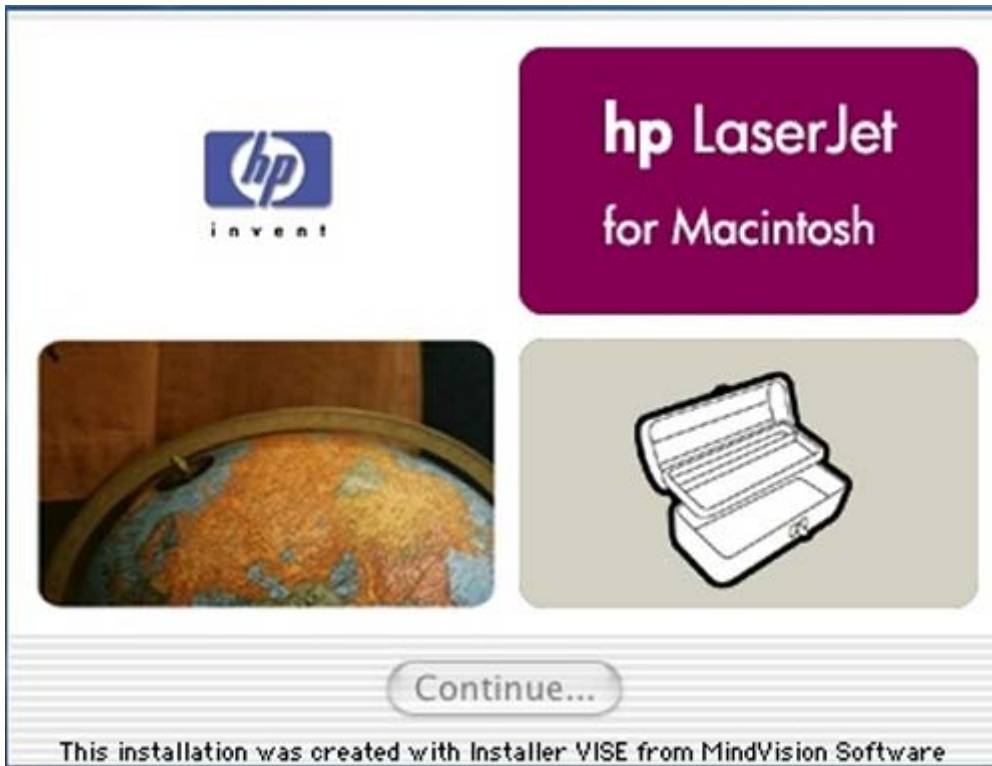 hp
invent
hp LaserJet
for Macintosh
Continue...
This installation was created with Installer VISE from MindVision Software